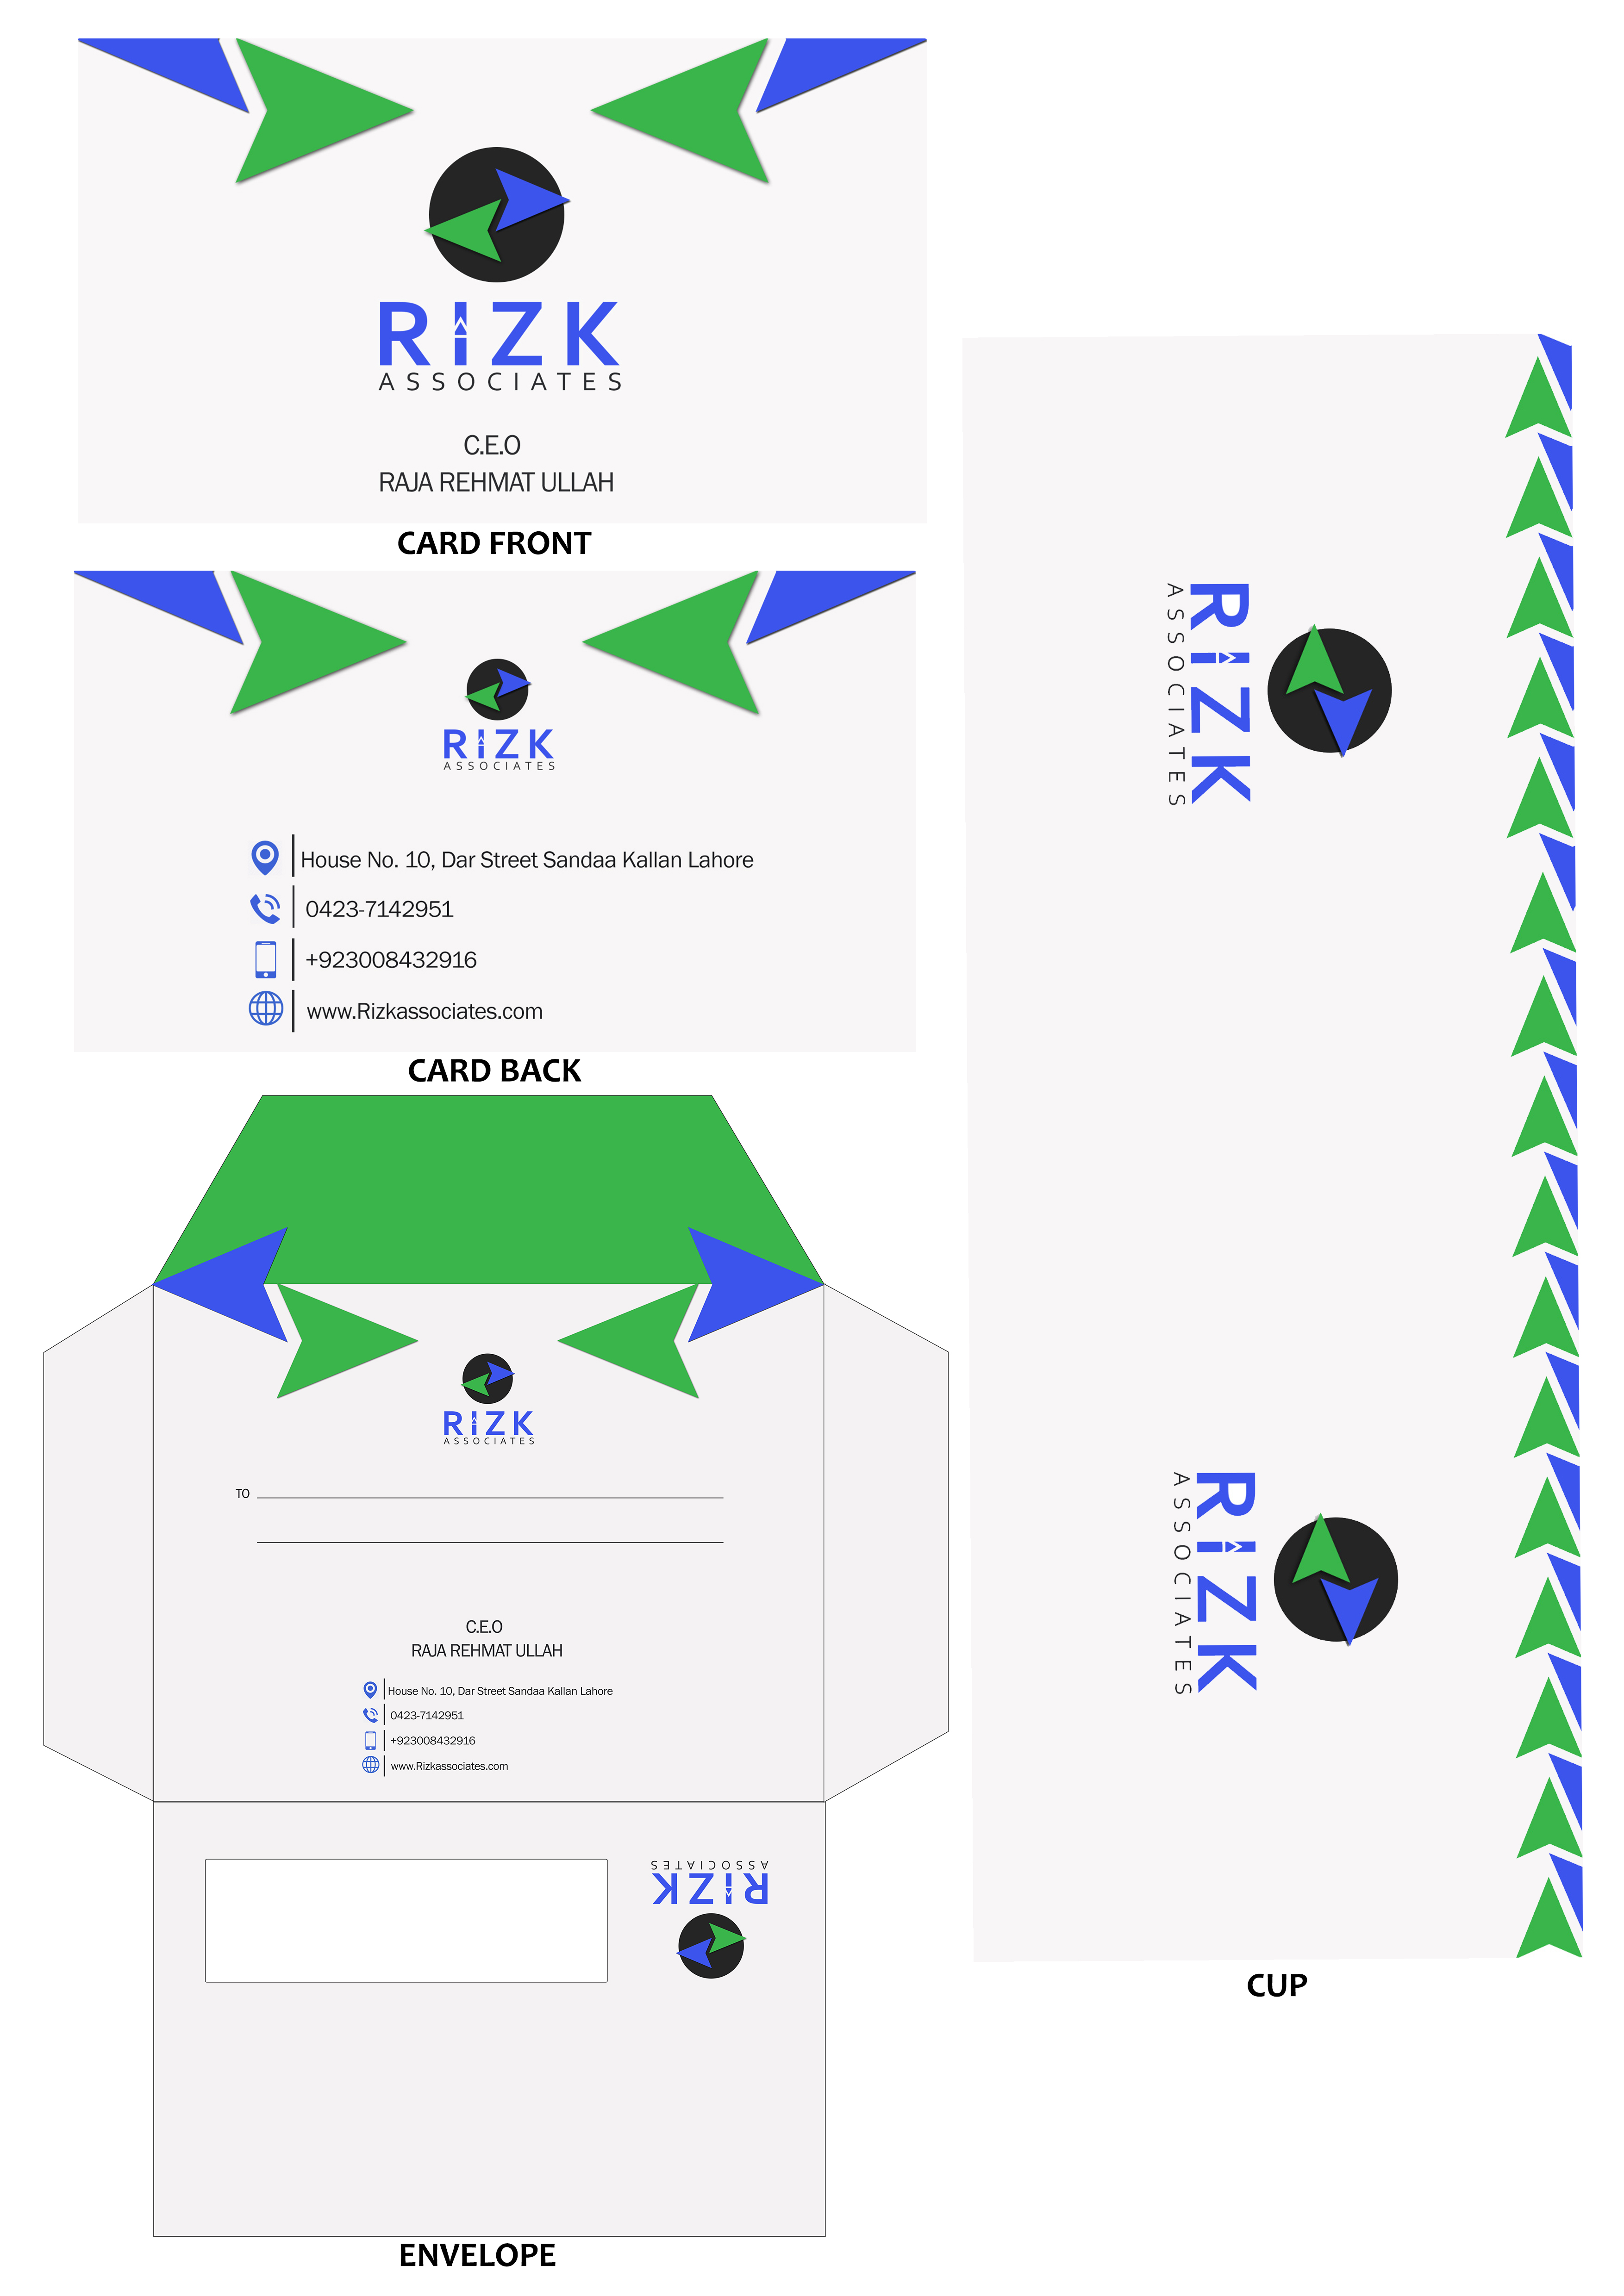 RIZK
ASSOCIATES
C.E.O
RAJA REHMAT ULLAH
CARD FRONT
RIZK
ASSOCIATES
House No. 10, Dar Street Sandaa Kallan Lahore
0423-7142951
+923008432916
www.Rizkassociates.com
CARD BACK
RIZK
ASSOCIATES
TO
C.E.O
RAJA REHMAT ULLAH
House No. 10, Dar Street Sandaa Kallan Lahore
0423-7142951
+923008432916
www.Rizkassociates.com
RIZK
ASSOCIATES
ENVELOPE
RIZK
ASSOCIATES
RIZK
ASSOCIATES
CUP